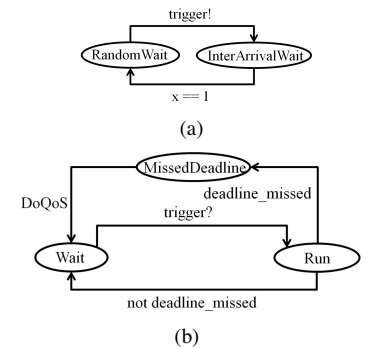 trigger!
RandomWait InterArrivalWait
x == 1
(a)
MissedDeadline
DoQoS
deadline_missed
trigger?
Wait
Run
not deadline_missed
(b)